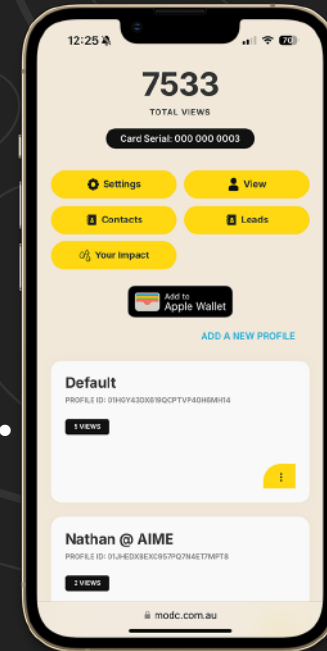 12:25
70
7533
TOTAL VIEWS
Card Serial: 000 000 0003
Settings
View
Contacts
Leads
Your Impact
Add to
Apple Wallet
ADD A NEW PROFILE
Default
PROFILE ID:
5 VIEWS
Nathan @ AIME
PROFILE ID:
2 VIEWS
modc.com.au